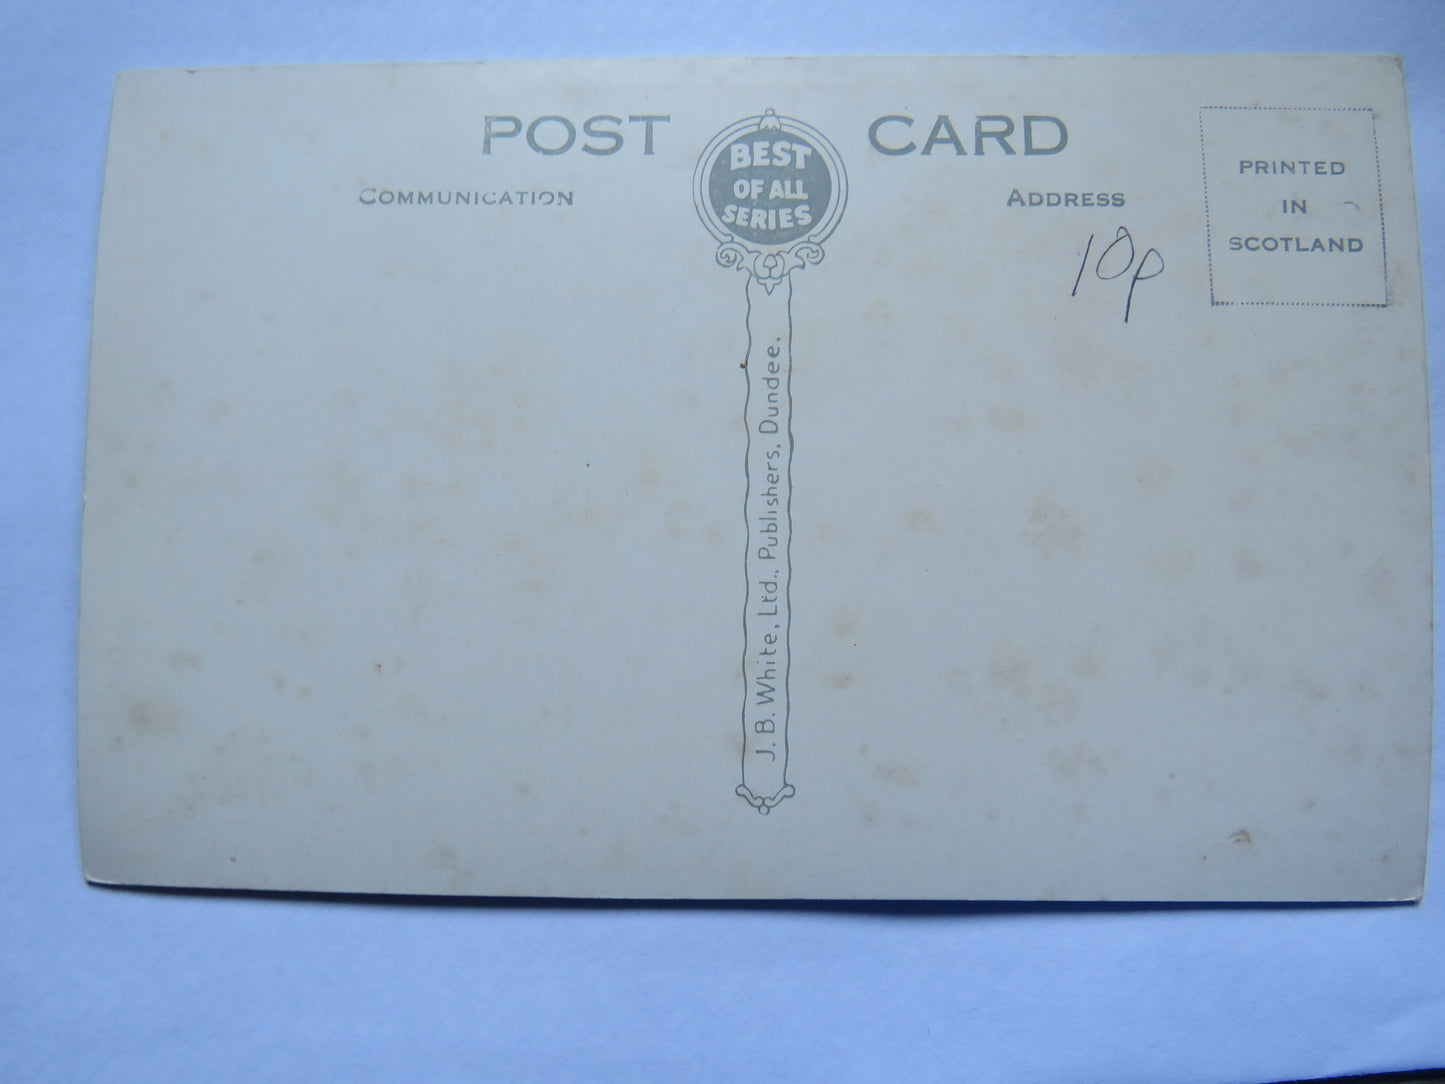 POST CARD
BEST
OF ALL
SERIES
COMMUNICATION
ADDRESS
PRINTED
IN
SCOTLAND
10p
J. B. White, Ltd., Publishers, Dundee.